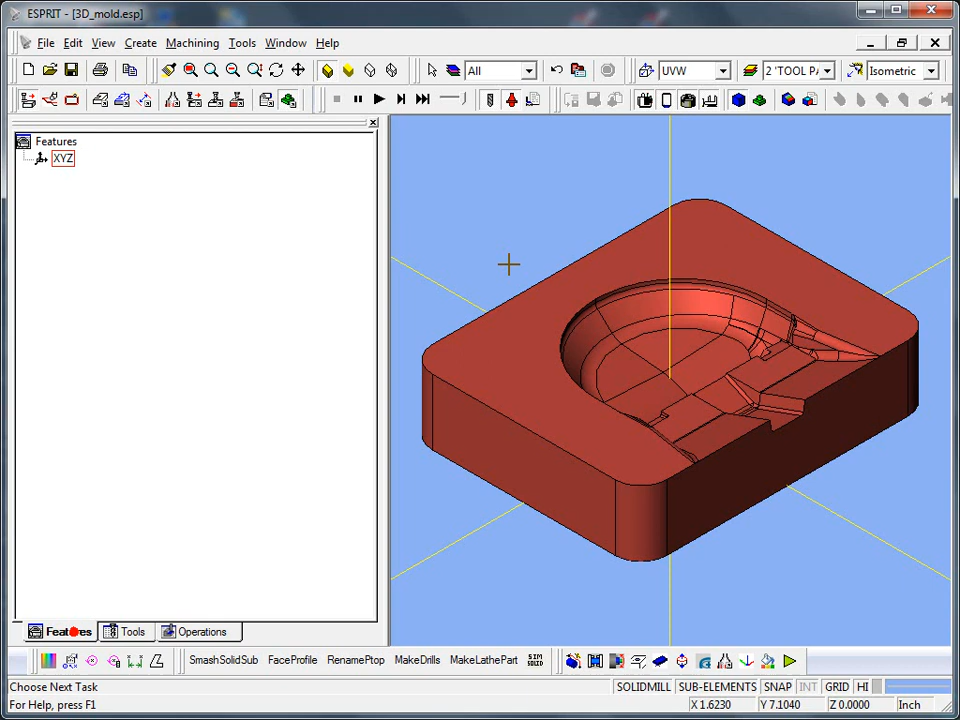 ESPRIT - [3D_mold.esp]
File Edit View Create Machining Tools Window Help
All UVW 2 'TOOL PA Isometric
Features
XYZ
Features Tools Operations
SmashSolidSub FaceProfile RenamePtop MakeDrills MakeLathePart SIM SOLID
Choose Next Task SOLIDMILL SUB-ELEMENTS SNAP INT GRID HI
For Help, press F1 X 1.6230 Y 7.1040 Z 0.0000 Inch